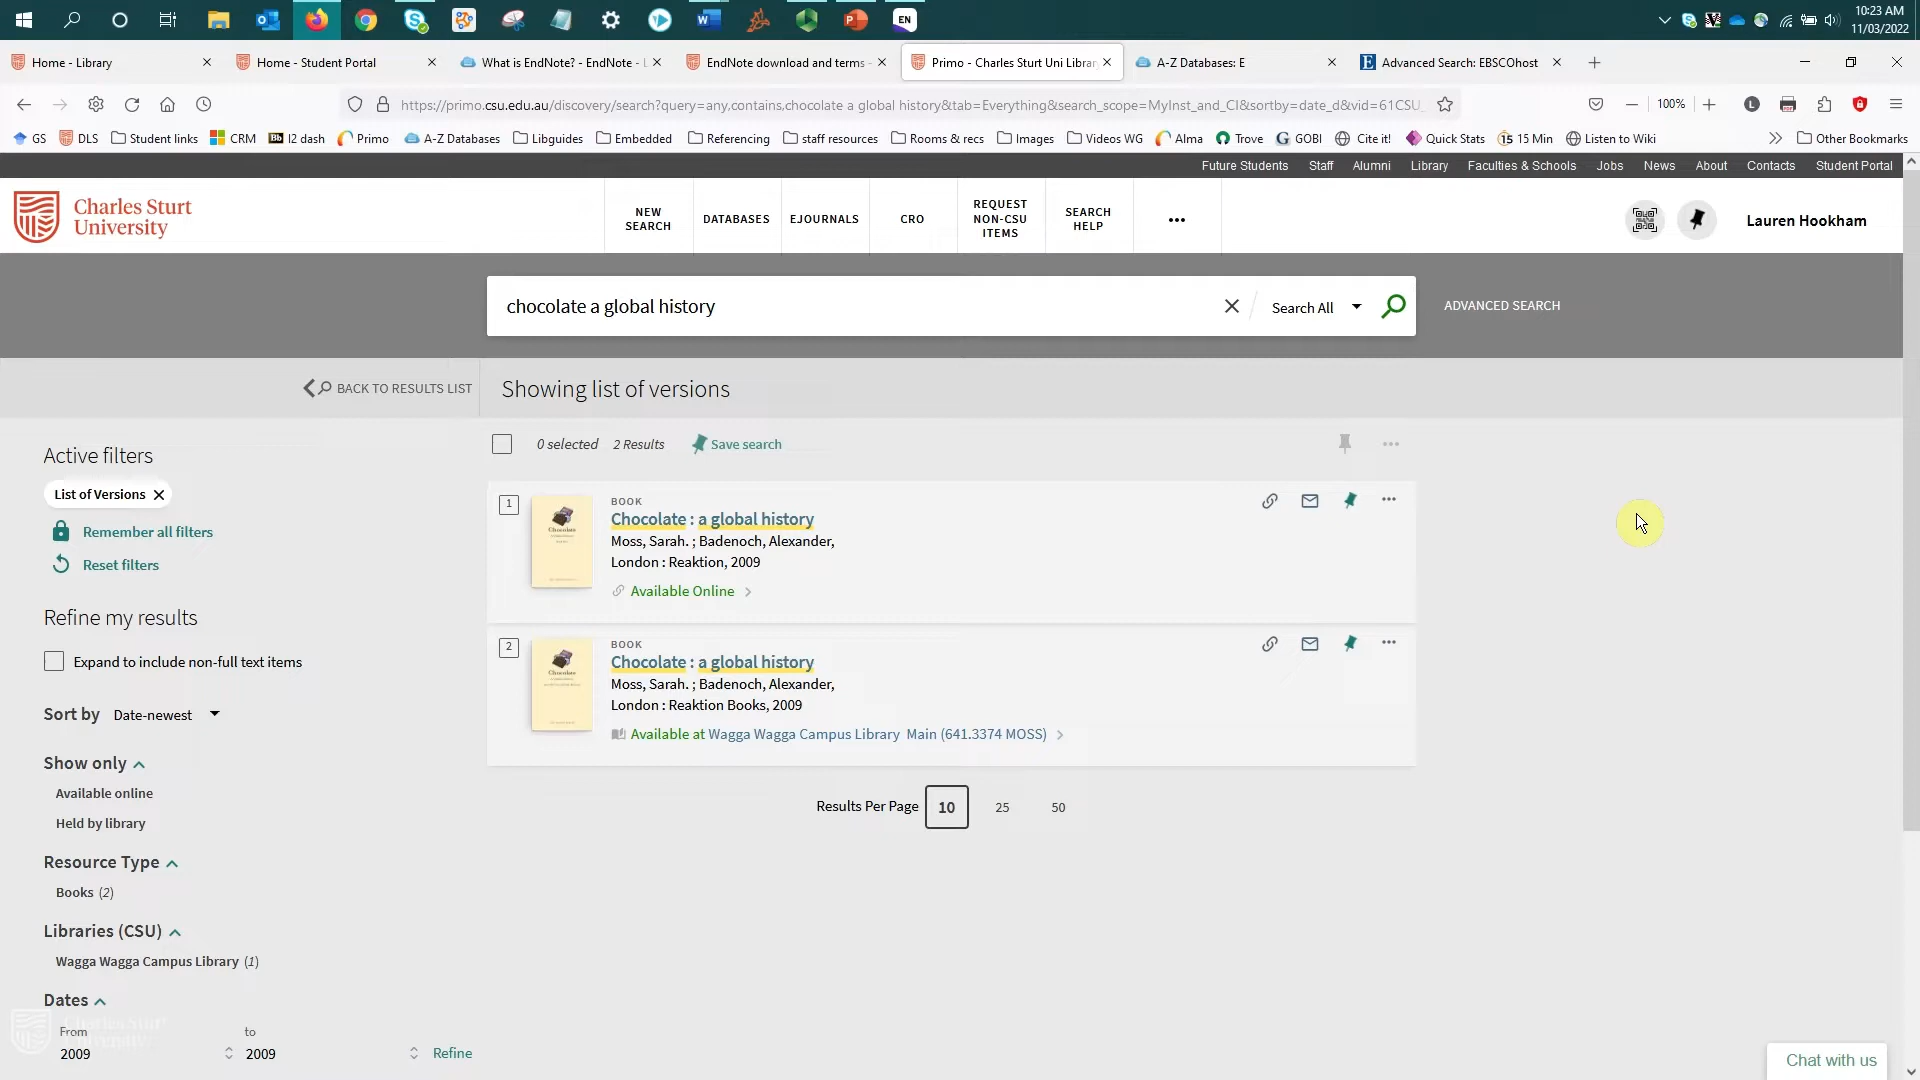 EN
10:23 AM
11/03/2022
Home - Library
Home - Student Portal
What is EndNote? - EndNote - L
EndNote download and terms -
Primo - Charles Sturt Uni Librar
A-Z Databases: E
Advanced Search: EBSCOhost
https://primo.csu.edu.au/discovery/search?query=any,contains,chocolate a global history&tab=Everything&search_scope=MyInst_and_CI&sortby=date_d&vid=61CSU_
100%
GS
DLS
Student links
CRM
I2 dash
Primo
A-Z Databases
Libguides
Embedded
Referencing
staff resources
Rooms & recs
Images
Videos WG
Alma
Trove
GOBI
Cite it!
Quick Stats
15 Min
Listen to Wiki
Other Bookmarks
Future Students
Staff
Alumni
Library
Faculties & Schools
Jobs
News
About
Contacts
Student Portal
Charles Sturt
University
NEW
SEARCH
DATABASES
EJOURNALS
CRO
REQUEST
NON-CSU
ITEMS
SEARCH
HELP
Lauren Hookham
chocolate a global history
Search All
ADVANCED SEARCH
BACK TO RESULTS LIST
Showing list of versions
Active filters
List of Versions
Remember all filters
Reset filters
Refine my results
Expand to include non-full text items
Sort by Date-newest
Show only
Available online
Held by library
Resource Type
Books (2)
Libraries (CSU)
Wagga Wagga Campus Library (1)
Dates
From
to
2009
2009
Refine
0 selected
2 Results
Save search
1
BOOK
Chocolate : a global history
Moss, Sarah. ; Badenoch, Alexander,
London : Reaktion, 2009
Available Online
2
BOOK
Chocolate : a global history
Moss, Sarah. ; Badenoch, Alexander,
London : Reaktion Books, 2009
Available at Wagga Wagga Campus Library Main (641.3374 MOSS)
Results Per Page
10
25
50
Charles Sturt
University
Chat with us